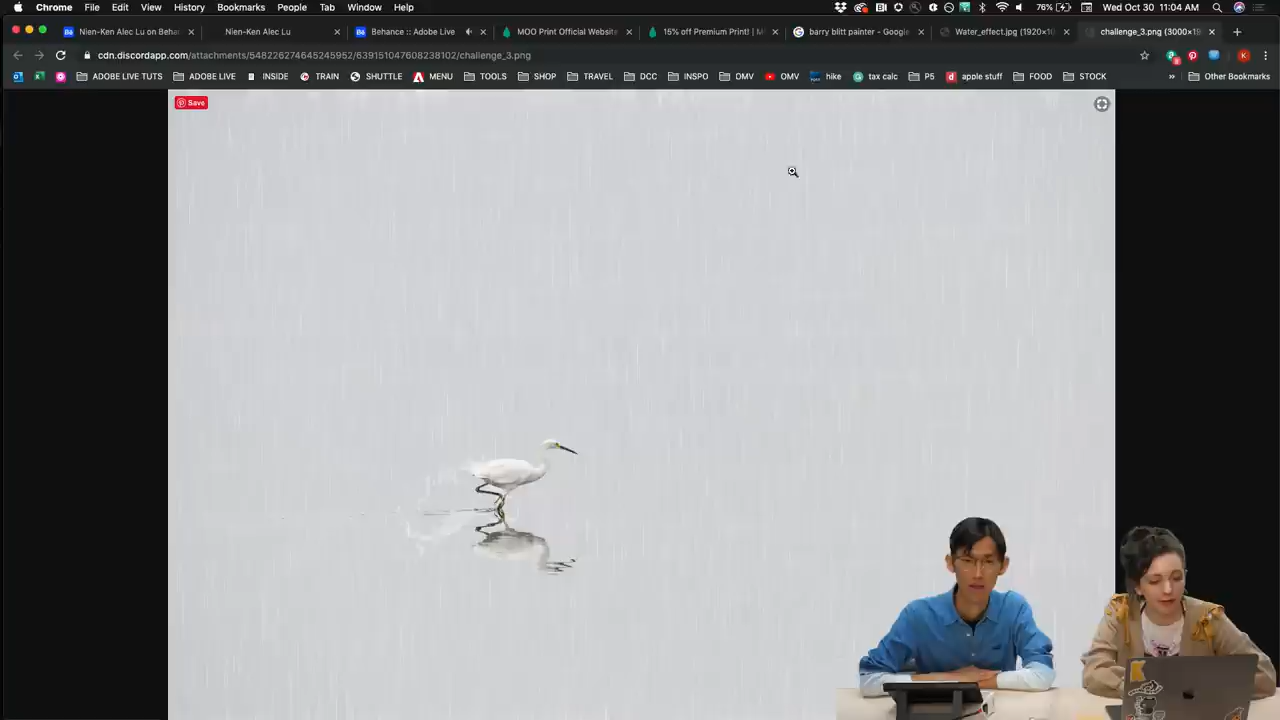 Chrome File Edit View History Bookmarks People Tab Window Help 76% Wed Oct 30 11:04 AM
Nien-Ken Alec Lu on Beha Nien-Ken Alec Lu Behance :: Adobe Live MOO Print Official Website 15% off Premium Print! | M barry blitt painter - Google Water_effect.jpg (1920×10 challenge_3.png (3000×18
cdn.discordapp.com/attachments/548226274645245952/639151047608238102/challenge_3.png K
ADOBE LIVE TUTS ADOBE LIVE INSIDE TRAIN SHUTTLE MENU TOOLS SHOP TRAVEL DCC INSPO DMV OMV hike tax calc P5 apple stuff FOOD STOCK » Other Bookmarks
Save